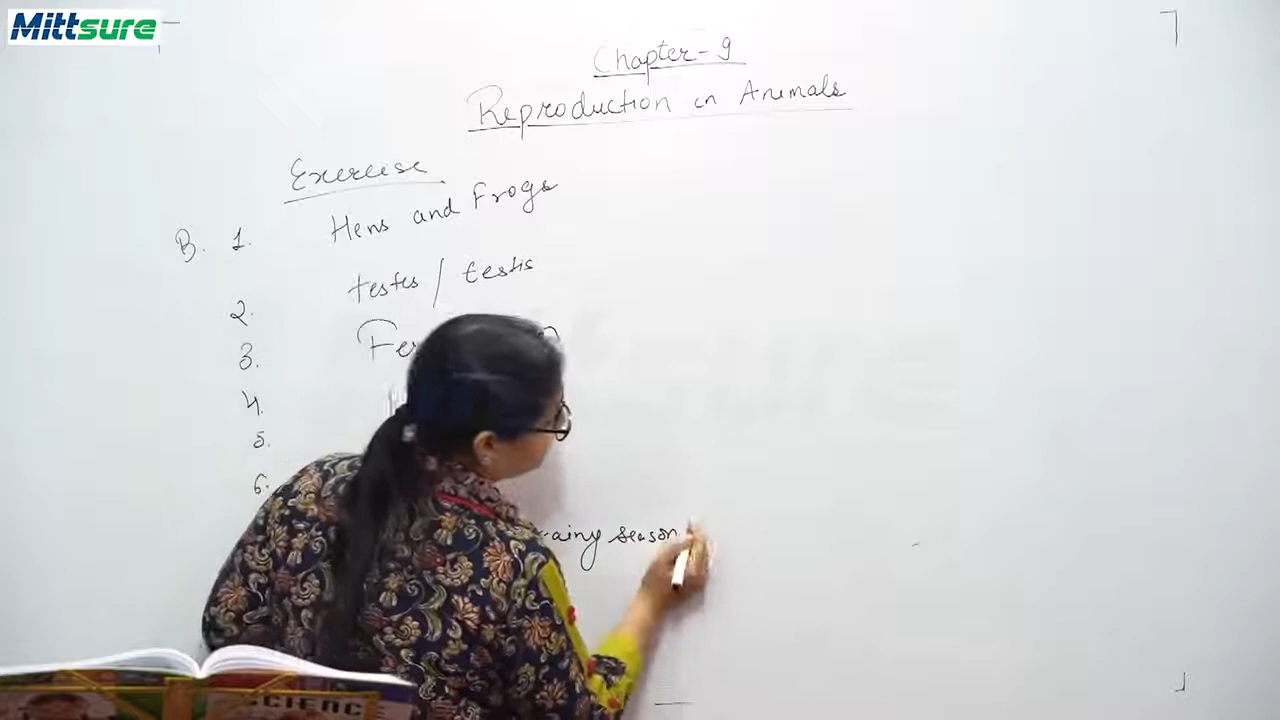 Mittsure
Chapter-9
Reproduction in Animals
Exercise
B. 1. Hens and Frogs
2. testes / testis
3.
4.
5.
6.
rainy season
SCIENC